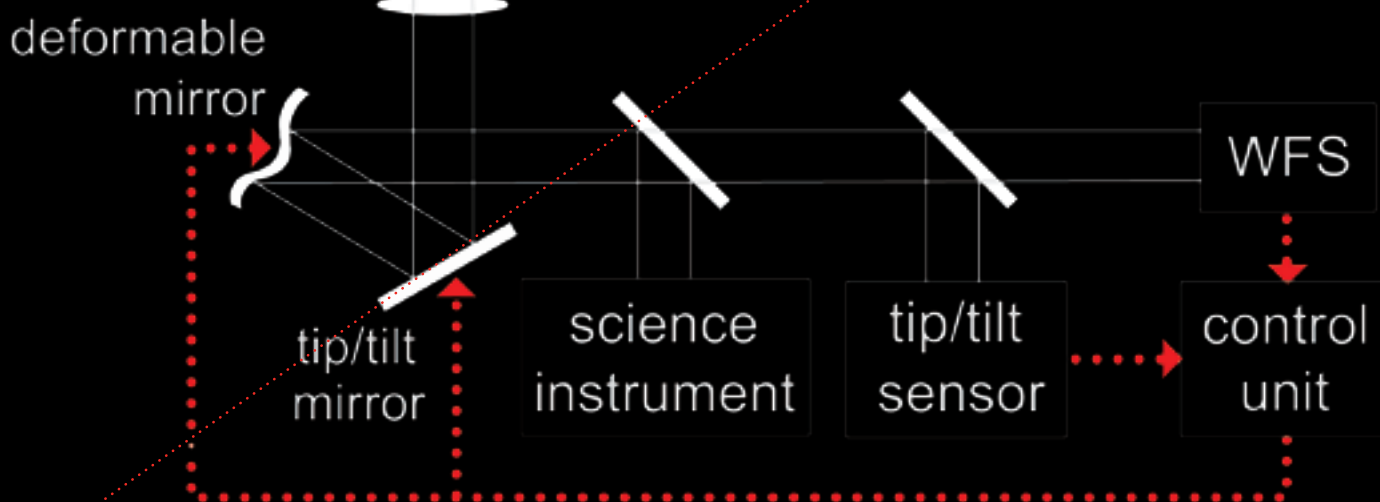 deformable
mirror
WFS
tip/tilt
mirror
science
instrument
tip/tilt
sensor
control
unit